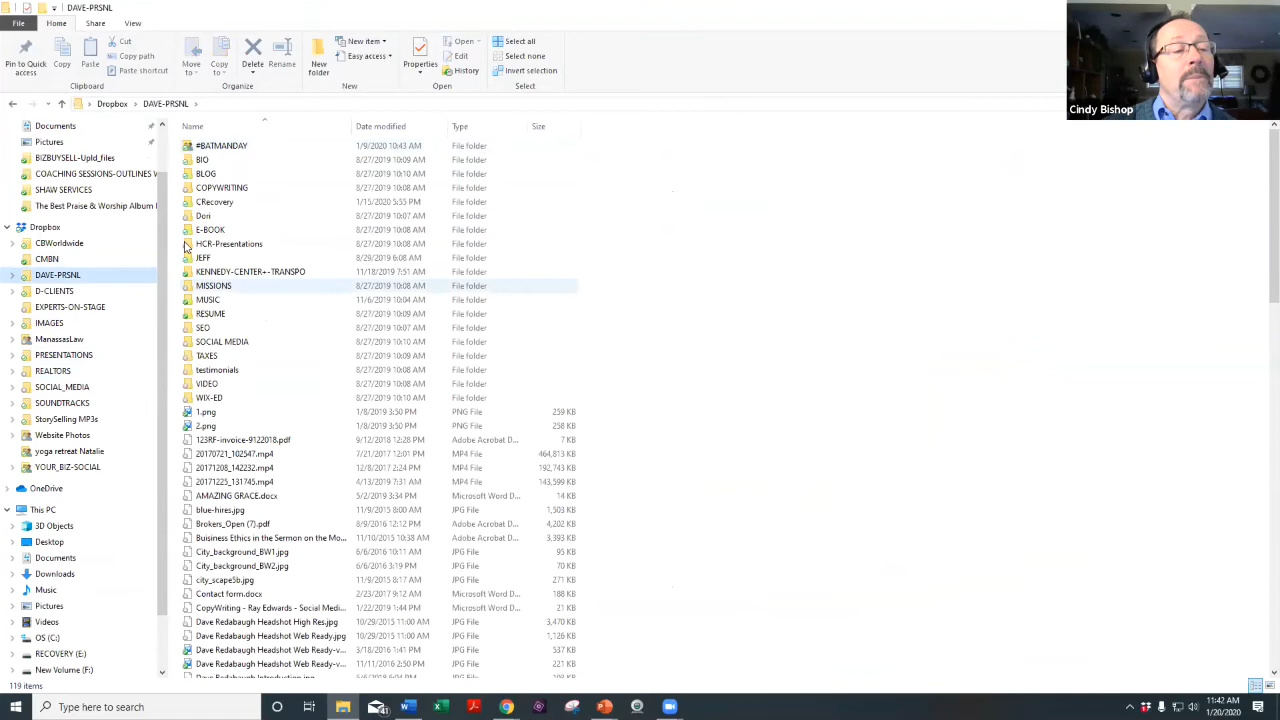 DAVE-PRSNL
File Home Share View
Pin to Quick access
Copy
Paste
Cut
Copy path
Paste shortcut
Clipboard
Move to
Copy to
Delete
Rename
Organize
New folder
New item
Easy access
New
Properties
Open
Edit
History
Open
Select all
Select none
Invert selection
Select
Dropbox > DAVE-PRSNL >
Documents
Pictures
BIZBUYSELL-Upld_files
COACHING SESSIONS-OUTLINES
SHAW SERVICES
The Best Praise & Worship Album
Dropbox
CBWorldwide
CMBN
DAVE-PRSNL
D-CLIENTS
EXPERTS-ON-STAGE
IMAGES
ManassasLaw
PRESENTATIONS
REALTORS
SOCIAL_MEDIA
SOUNDTRACKS
StorySelling MP3s
Website Photos
yoga retreat Natalie
YOUR_BIZ-SOCIAL
OneDrive
This PC
3D Objects
Desktop
Documents
Downloads
Music
Pictures
Videos
OS (C:)
RECOVERY (E:)
New Volume (F:)
Name Date modified Type Size
#BATMANDAY 1/9/2020 10:43 AM File folder
BIO 8/27/2019 10:09 AM File folder
BLOG 8/27/2019 10:10 AM File folder
COPYWRITING 8/27/2019 10:08 AM File folder
CRecovery 1/15/2020 5:55 PM File folder
Dori 8/27/2019 10:07 AM File folder
E-BOOK 8/27/2019 10:08 AM File folder
HCR-Presentations 8/27/2019 10:08 AM File folder
JEFF 8/29/2019 6:08 AM File folder
KENNEDY-CENTER+-TRANSPO 11/18/2019 7:51 AM File folder
MISSIONS 8/27/2019 10:08 AM File folder
MUSIC 11/6/2019 10:04 AM File folder
RESUME 8/27/2019 10:09 AM File folder
SEO 8/27/2019 10:08 AM File folder
SOCIAL MEDIA 8/27/2019 10:10 AM File folder
TAXES 8/27/2019 10:09 AM File folder
testimonials 8/27/2019 10:08 AM File folder
VIDEO 8/27/2019 10:08 AM File folder
WIX-ED 8/27/2019 10:08 AM File folder
1.png 1/8/2019 3:50 PM PNG File 259 KB
2.png 1/8/2019 3:50 PM PNG File 258 KB
123RF-invoice-9122018.pdf 9/12/2018 12:28 PM Adobe Acrobat D... 7 KB
20170721_102547.mp4 7/21/2017 12:01 PM MP4 File 464,813 KB
20171208_142232.mp4 12/8/2017 2:24 PM MP4 File 192,743 KB
20171225_131745.mp4 4/13/2019 7:31 AM MP4 File 143,599 KB
AMAZING GRACE.docx 5/2/2019 3:34 PM Microsoft Word D... 14 KB
blue-hires.jpg 11/9/2015 8:00 AM JPG File 1,503 KB
Brokers_Open (7).pdf 8/9/2016 12:12 PM Adobe Acrobat D... 4,202 KB
Buisiness Ethics in the Sermon on the Mo... 11/10/2015 10:38 AM Adobe Acrobat D... 3,393 KB
City_background_BW1.jpg 6/6/2016 10:11 AM JPG File 95 KB
City_background_BW2.jpg 6/6/2016 3:19 PM JPG File 70 KB
city_scape5b.jpg 11/9/2015 8:17 AM JPG File 271 KB
Contact form.docx 2/23/2017 9:12 AM Microsoft Word D... 188 KB
CopyWriting - Ray Edwards - Social Medi... 1/22/2019 1:44 PM Microsoft Word D... 21 KB
Dave Redabaugh Headshot High Res.jpg 10/29/2015 11:00 AM JPG File 3,470 KB
Dave Redabaugh Headshot Web Ready.jpg 10/29/2015 11:00 AM JPG File 1,126 KB
Dave Redabaugh Headshot Web Ready-v... 3/18/2016 1:41 PM JPG File 537 KB
Dave Redabaugh Headshot Web Ready-v... 11/11/2016 2:50 PM JPG File 221 KB
Cindy Bishop
119 items
Type here to search
11:42 AM
1/20/2020